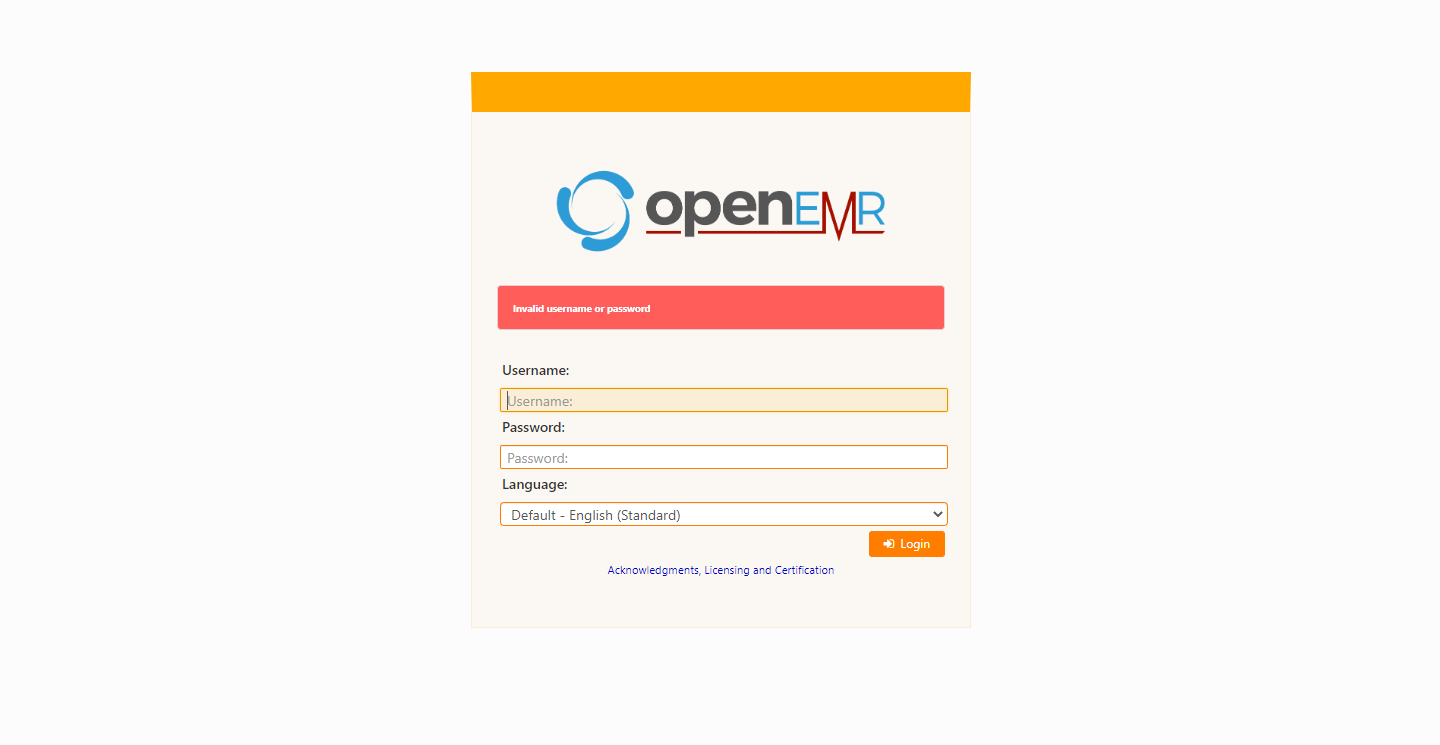 openEMR
Invalid username or password
Username:
Username:
Password:
Password:
Language:
Default - English (Standard)
Login
Acknowledgments, Licensing and Certification